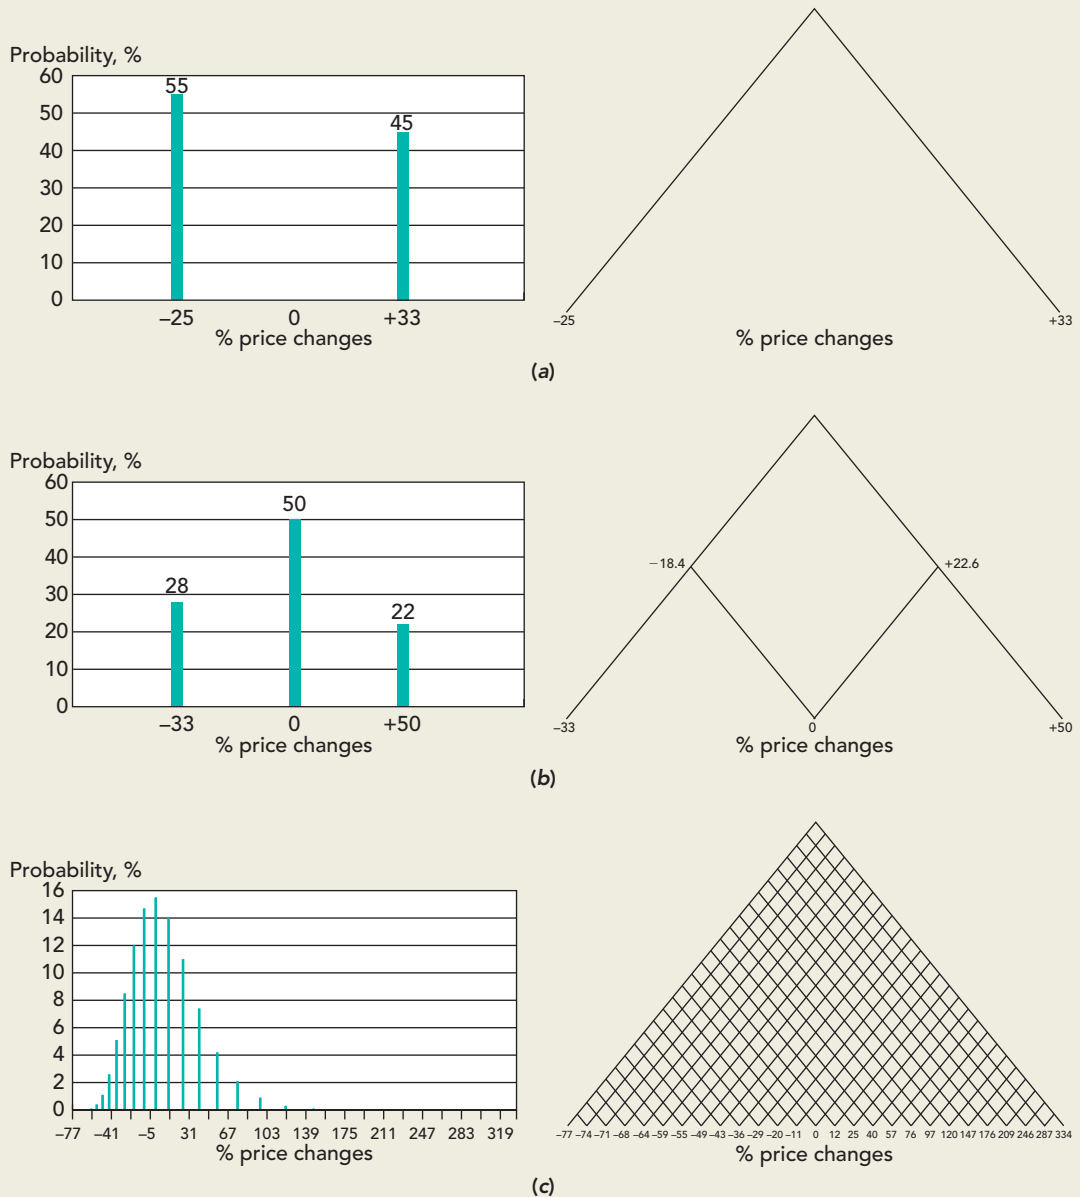 Probability, %
60
55
50
45
40
30
20
10
0
–25 0 +33
% price changes
–25 +33
% price changes
(a)
Probability, %
60
50
50
40
30
28
22
20
10
0
–33 0 +50
% price changes
–18.4 +22.6
–33 0 +50
% price changes
(b)
Probability, %
16
14
12
10
8
6
4
2
0
–77 –41 –5 31 67 103 139 175 211 247 283 319
% price changes
–77 –74 –71 –68 –64 –59 –55 –49 –43 –36 –29 –20 –11 0 12 25 40 57 76 97 120 147 176 209 246 287 334
% price changes
(c)